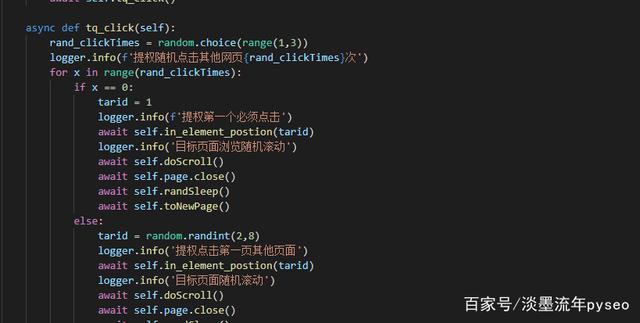 async def tq_click(self):
rand_clickTimes = random.choice(range(1,3))
logger.info(f'提权随机点击其他网页{rand_clickTimes}次')
for x in range(rand_clickTimes):
if x == 0:
tarid = 1
logger.info(f'提权第一个必须点击')
await self.in_element_postion(tarid)
logger.info('目标页面浏览随机滚动')
await self.doScroll()
await self.page.close()
await self.randSleep()
await self.toNewPage()
else:
tarid = random.randint(2,8)
logger.info('提权点击第一页其他页面')
await self.in_element_postion(tarid)
logger.info('目标页面随机滚动')
await self.doScroll()
await self.page.close()
百家号/淡墨流年pyseo